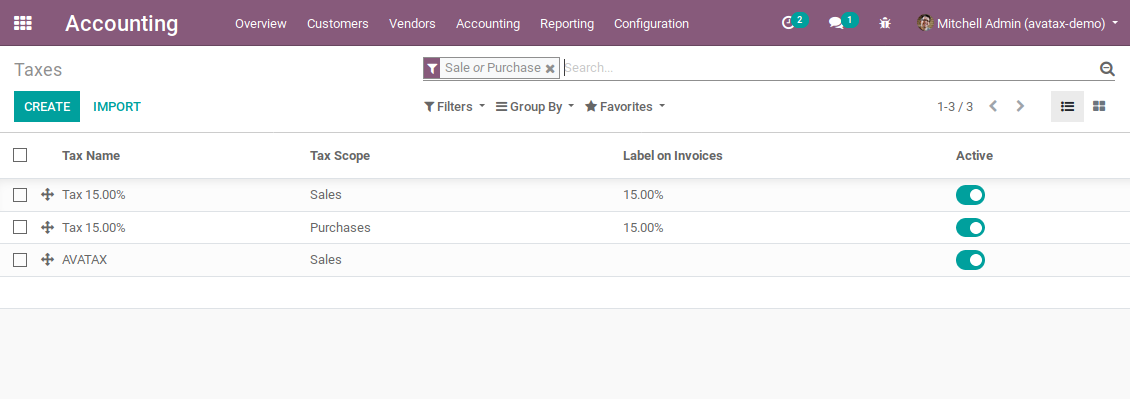 Accounting Overview Customers Vendors Accounting Reporting Configuration 2 1 Mitchell Admin (avatax-demo)
Taxes Sale or Purchase Search...
CREATE IMPORT Filters Group By Favorites 1-3 / 3
Tax Name Tax Scope Label on Invoices Active
Tax 15.00% Sales 15.00%
Tax 15.00% Purchases 15.00%
AVATAX Sales